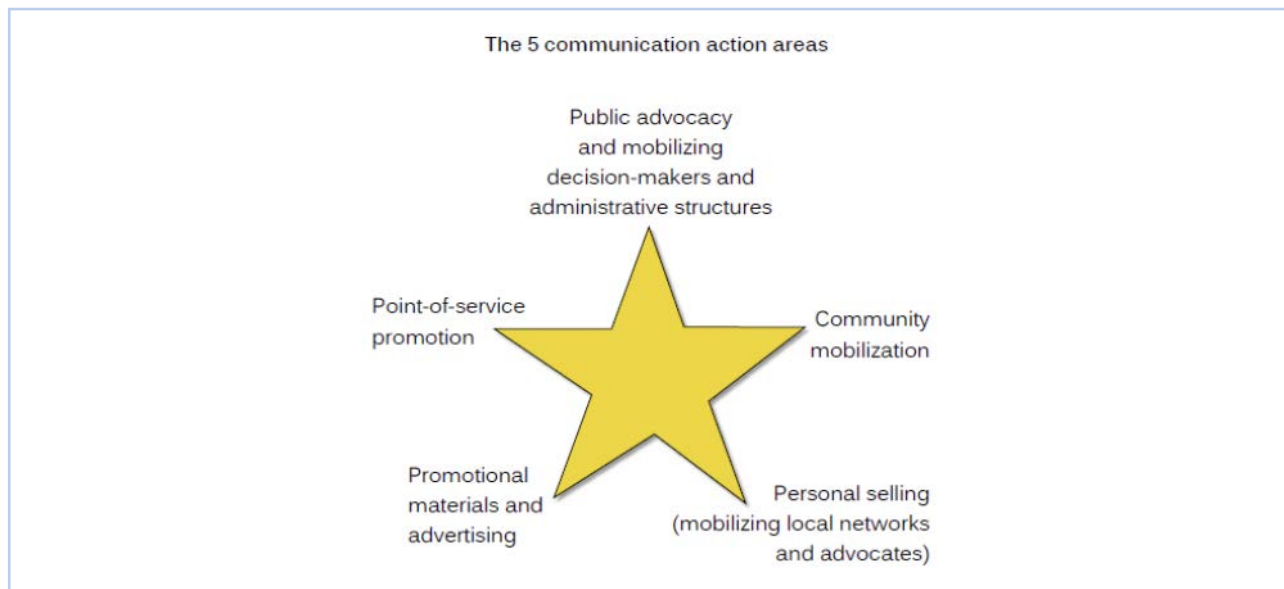 The 5 communication action areas
Public advocacy
and mobilizing
decision-makers and
administrative structures
Point-of-service
promotion
Community
mobilization
Promotional
materials and
advertising
Personal selling
(mobilizing local networks
and advocates)